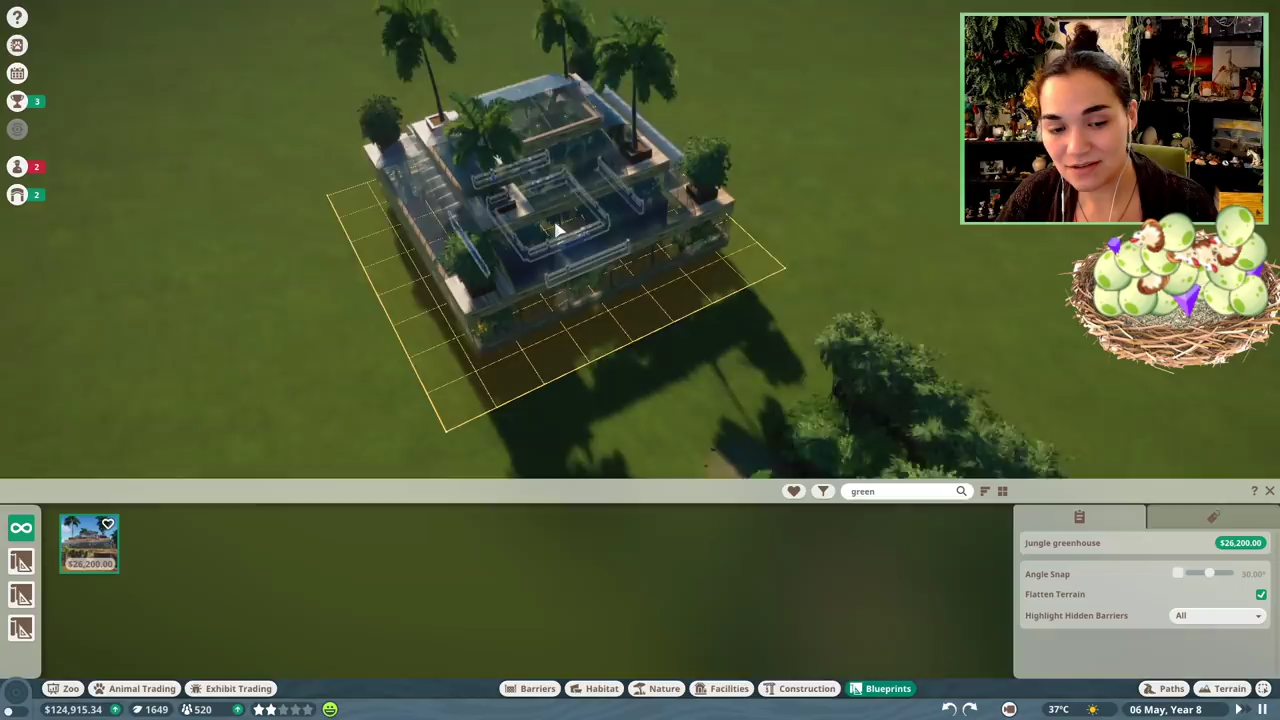 ?
3
2
2
green
?
$26,200.00
Jungle greenhouse
$26,200.00
Angle Snap
30.00°
Flatten Terrain
Highlight Hidden Barriers
All
Zoo
Animal Trading
Exhibit Trading
Barriers
Habitat
Nature
Facilities
Construction
Blueprints
Paths
Terrain
$124,915.34
1649
520
37°C
06 May, Year 8